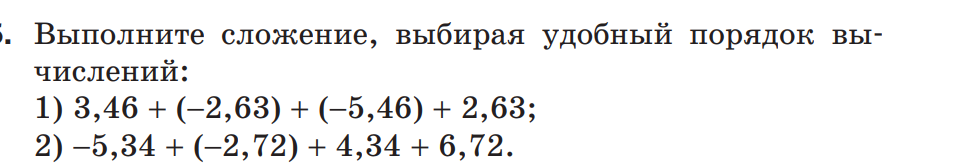 5. Выполните сложение, выбирая удобный порядок вы-
числений:
1) 3,46 + (–2,63) + (–5,46) + 2,63;
2) –5,34 + (–2,72) + 4,34 + 6,72.